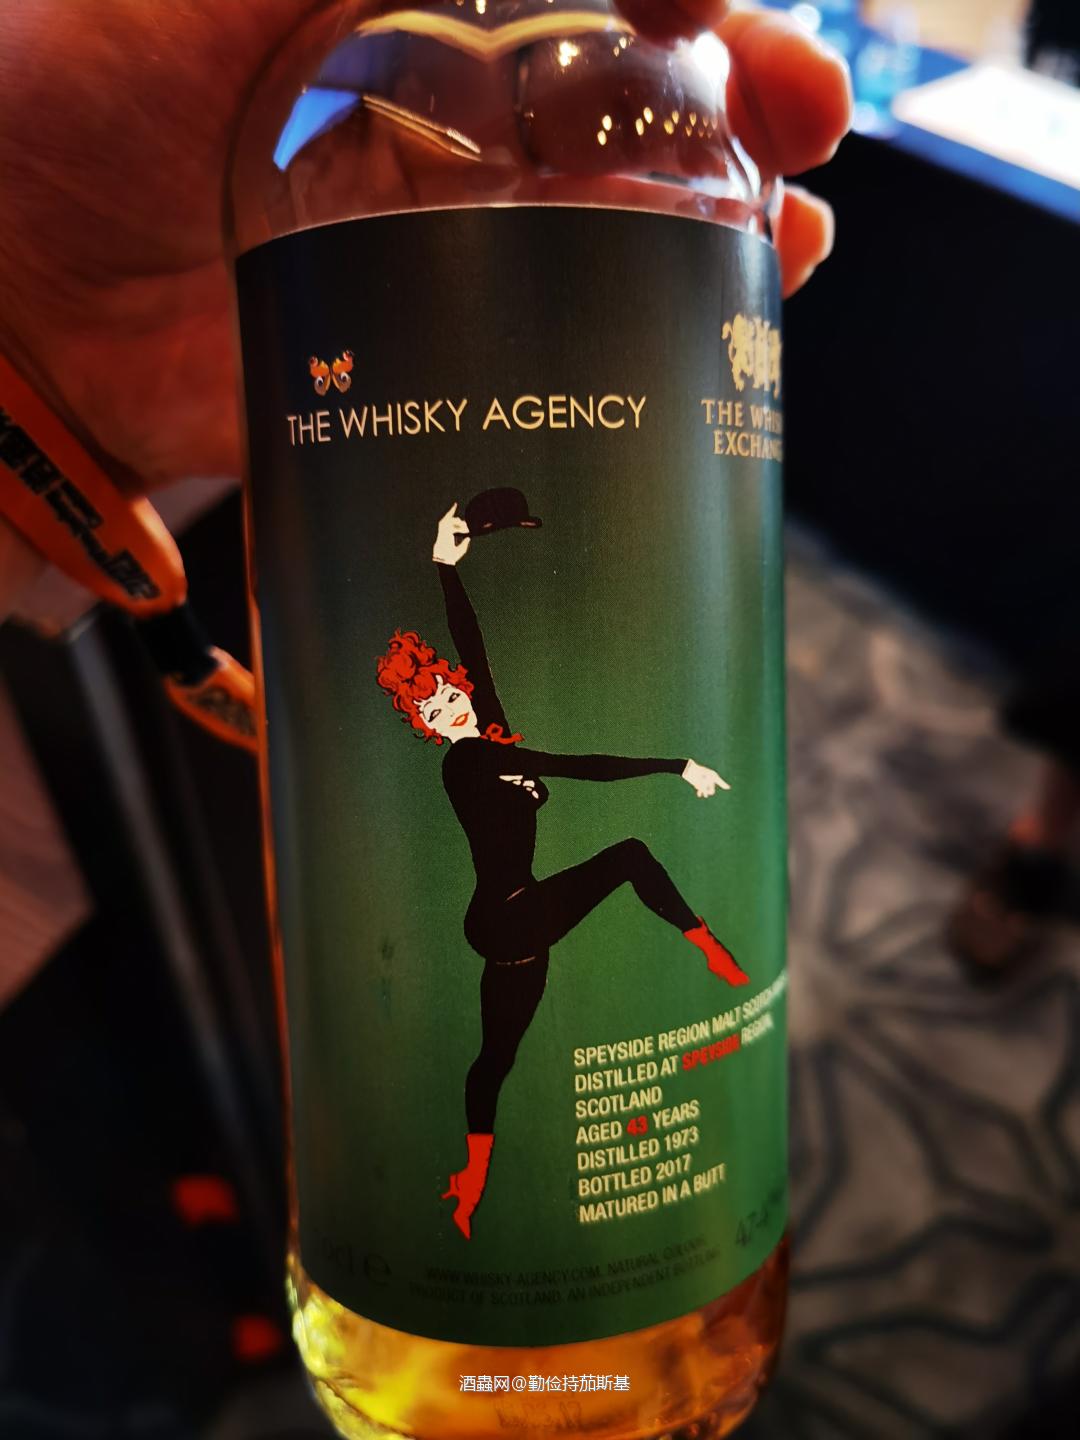 THE WHISKY AGENCY
THE
SPEYSIDE REGION MALT SCOTCH
DISTILLED AT SPEYSIDE REGION
SCOTLAND
AGED 43 YEARS
DISTILLED 1973
BOTTLED 2017
MATURED IN A BUTT
WWW.WHISKY-AGENCY.COM. NATURAL COLOUR.
PRODUCT OF SCOTLAND. AN INDEPENDENT BOTTLING
酒蟲网@勤俭持茄斯基